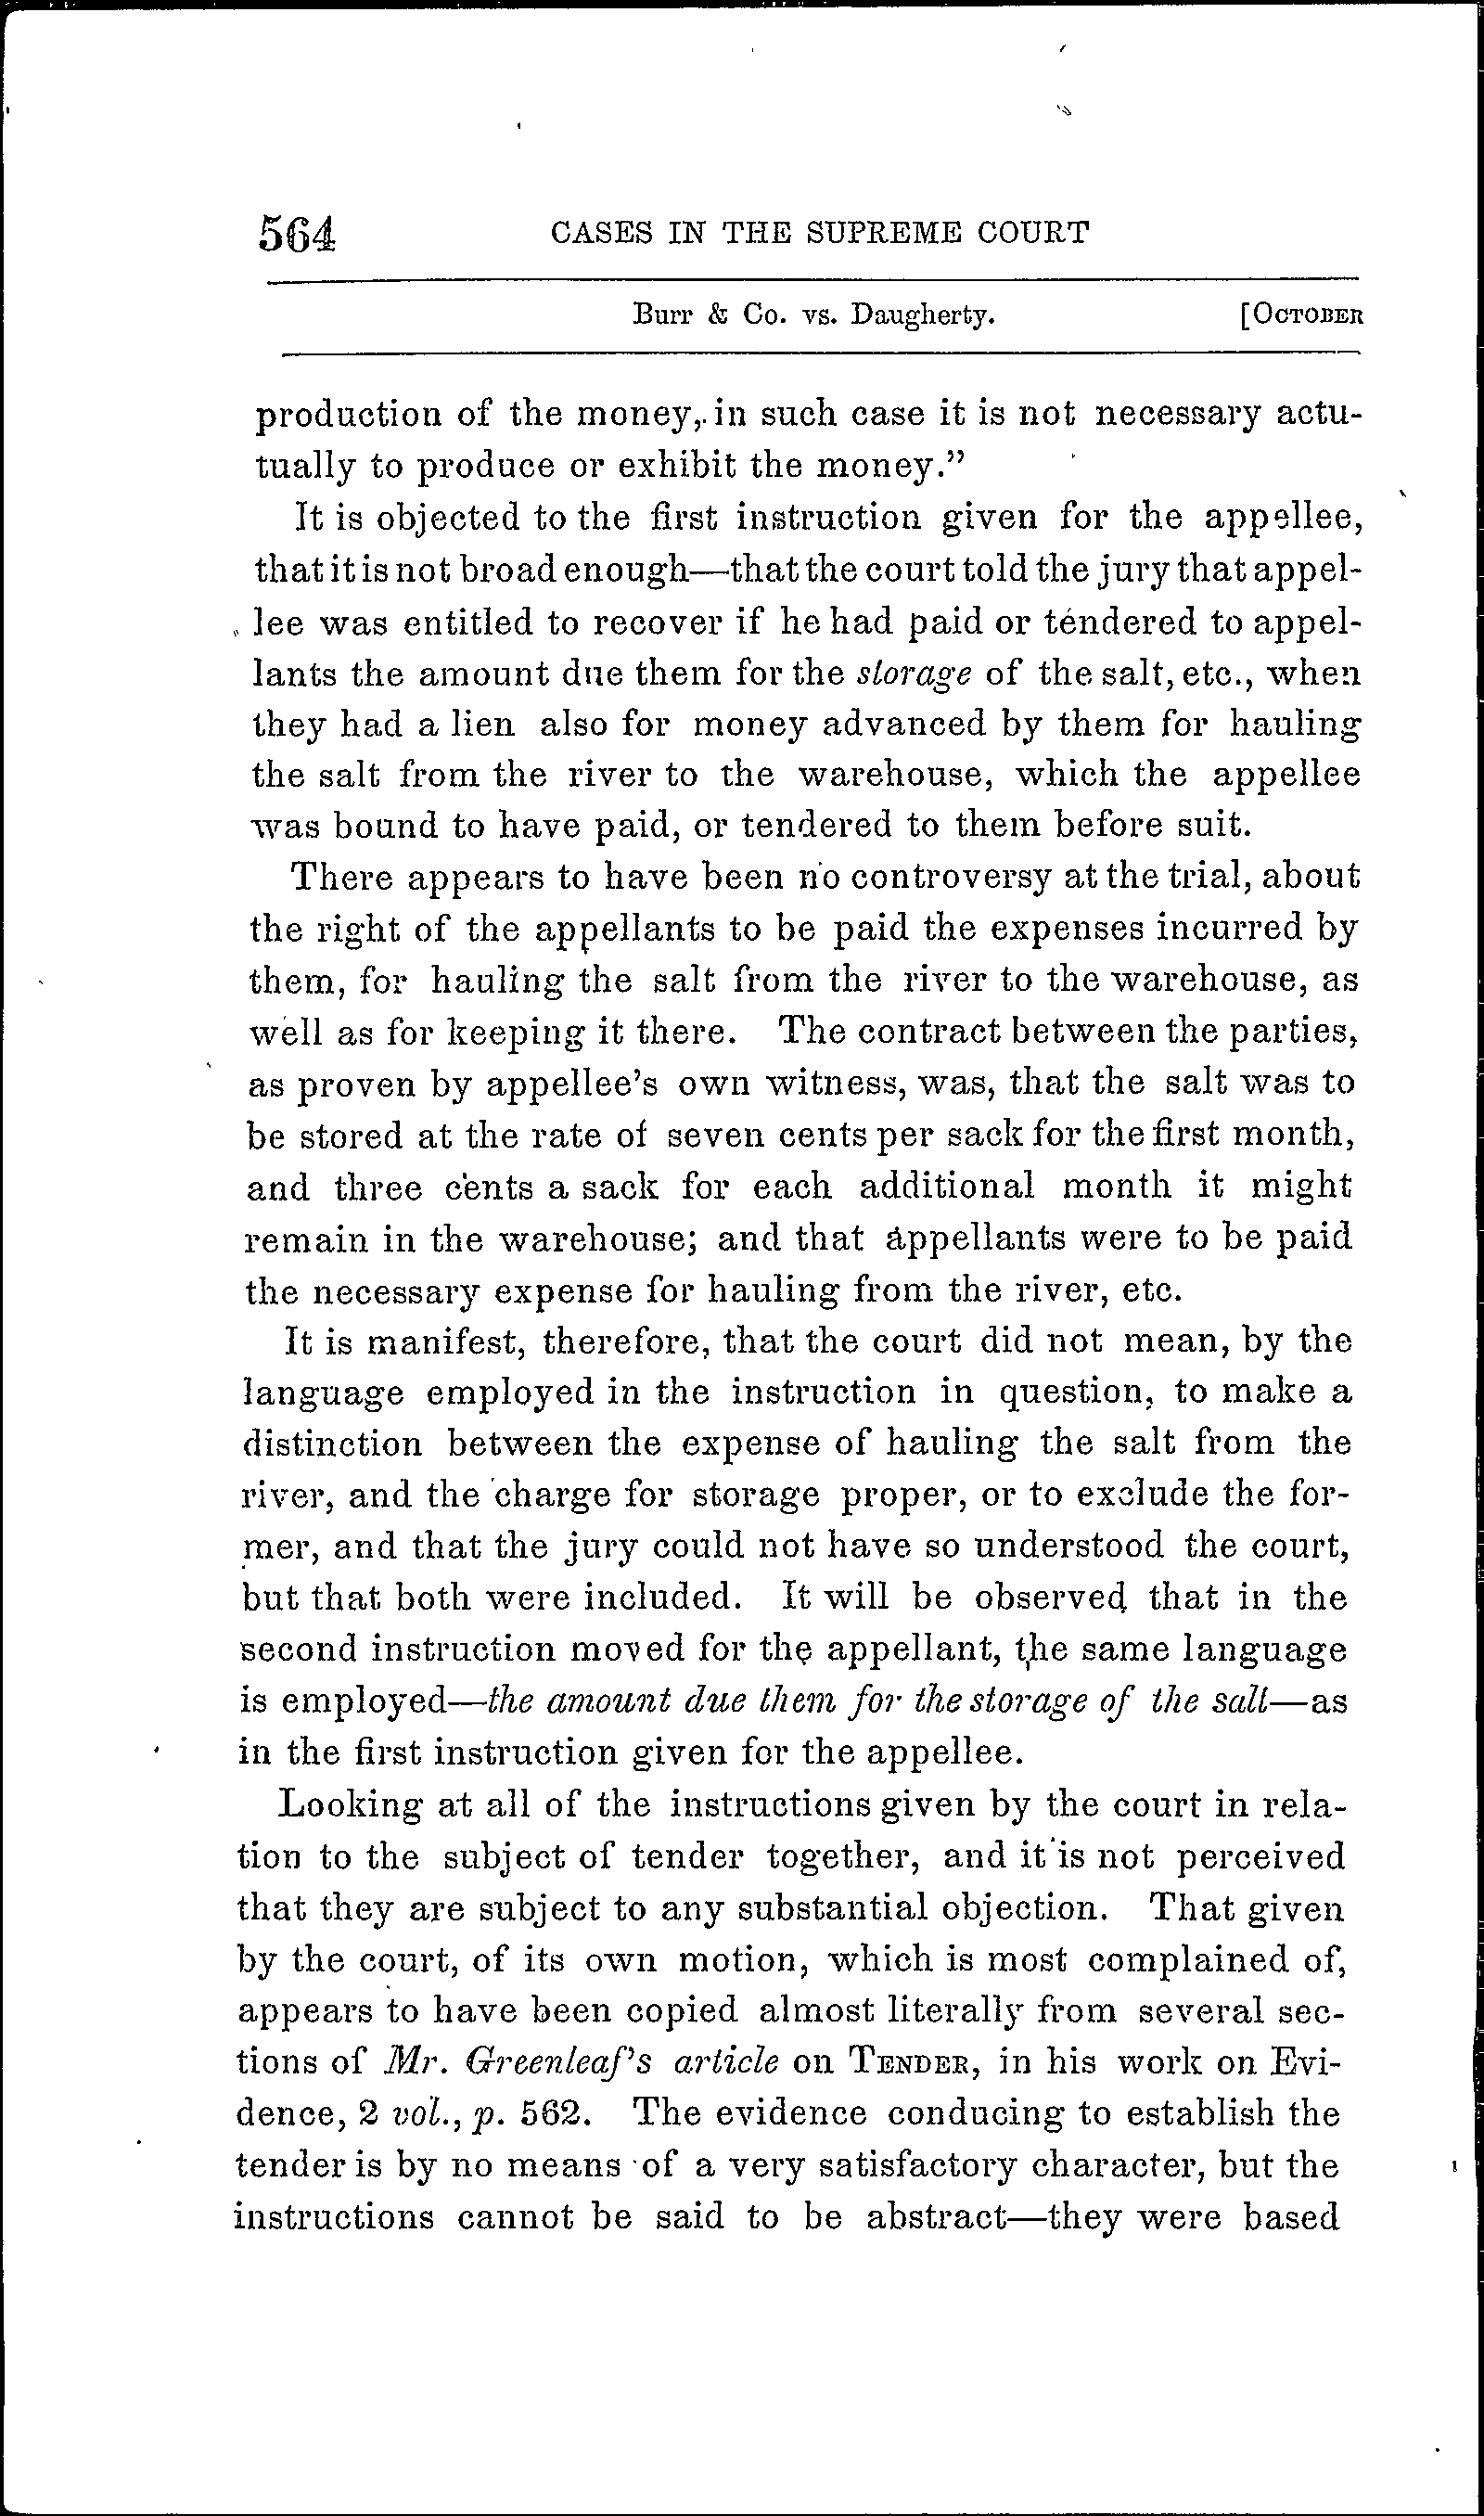 564 CASES IN THE SUPREME COURT
Burr & Co. vs. Daugherty. [OCTOBER
production of the money, in such case it is not necessary actu-
tually to produce or exhibit the money."
It is objected to the first instruction given for the appellee,
that it is not broad enough—that the court told the jury that appel-
lee was entitled to recover if he had paid or tendered to appel-
lants the amount due them for the storage of the salt, etc., when
they had a lien also for money advanced by them for hauling
the salt from the river to the warehouse, which the appellee
was bound to have paid, or tendered to them before suit.
There appears to have been no controversy at the trial, about
the right of the appellants to be paid the expenses incurred by
them, for hauling the salt from the river to the warehouse, as
well as for keeping it there. The contract between the parties,
as proven by appellee's own witness, was, that the salt was to
be stored at the rate of seven cents per sack for the first month,
and three cents a sack for each additional month it might
remain in the warehouse; and that appellants were to be paid
the necessary expense for hauling from the river, etc.
It is manifest, therefore, that the court did not mean, by the
language employed in the instruction in question, to make a
distinction between the expense of hauling the salt from the
river, and the charge for storage proper, or to exclude the for-
mer, and that the jury could not have so understood the court,
but that both were included. It will be observed that in the
second instruction moved for the appellant, the same language
is employed—the amount due them for the storage of the salt—as
in the first instruction given for the appellee.
Looking at all of the instructions given by the court in rela-
tion to the subject of tender together, and it is not perceived
that they are subject to any substantial objection. That given
by the court, of its own motion, which is most complained of,
appears to have been copied almost literally from several sec-
tions of Mr. Greenleaf's article on TENDER, in his work on Evi-
dence, 2 vol., p. 562. The evidence conducing to establish the
tender is by no means of a very satisfactory character, but the
instructions cannot be said to be abstract—they were based